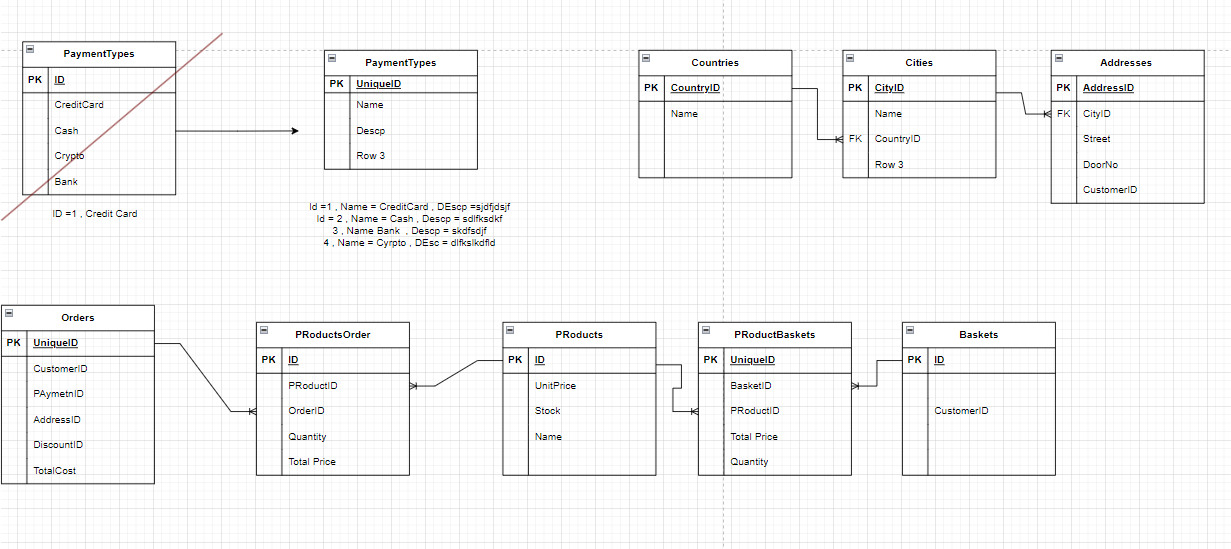 PaymentTypes
PK ID
CreditCard
Cash
Crypto
Bank
ID =1 , Credit Card
PaymentTypes
PK UniqueID
Name
Descp
Row 3
Id =1 , Name = CreditCard , DEscp =sjdfjdsjf
Id = 2 , Name = Cash , Descp = sdlfksdkf
3 , Name Bank , Descp = skdfsdjf
4 , Name = Cyrpto , DEsc = dlfkslkdfld
Countries
PK CountryID
Name
Cities
PK CityID
Name
FK CountryID
Row 3
Addresses
PK AddressID
FK CityID
Street
DoorNo
CustomerID
Orders
PK UniqueID
CustomerID
PAymetnID
AddressID
DiscountID
TotalCost
PRoductsOrder
PK ID
PRoductID
OrderID
Quantity
Total Price
PRoducts
PK ID
UnitPrice
Stock
Name
PRoductBaskets
PK UniqueID
BasketID
PRoductID
Total Price
Quantity
Baskets
PK ID
CustomerID